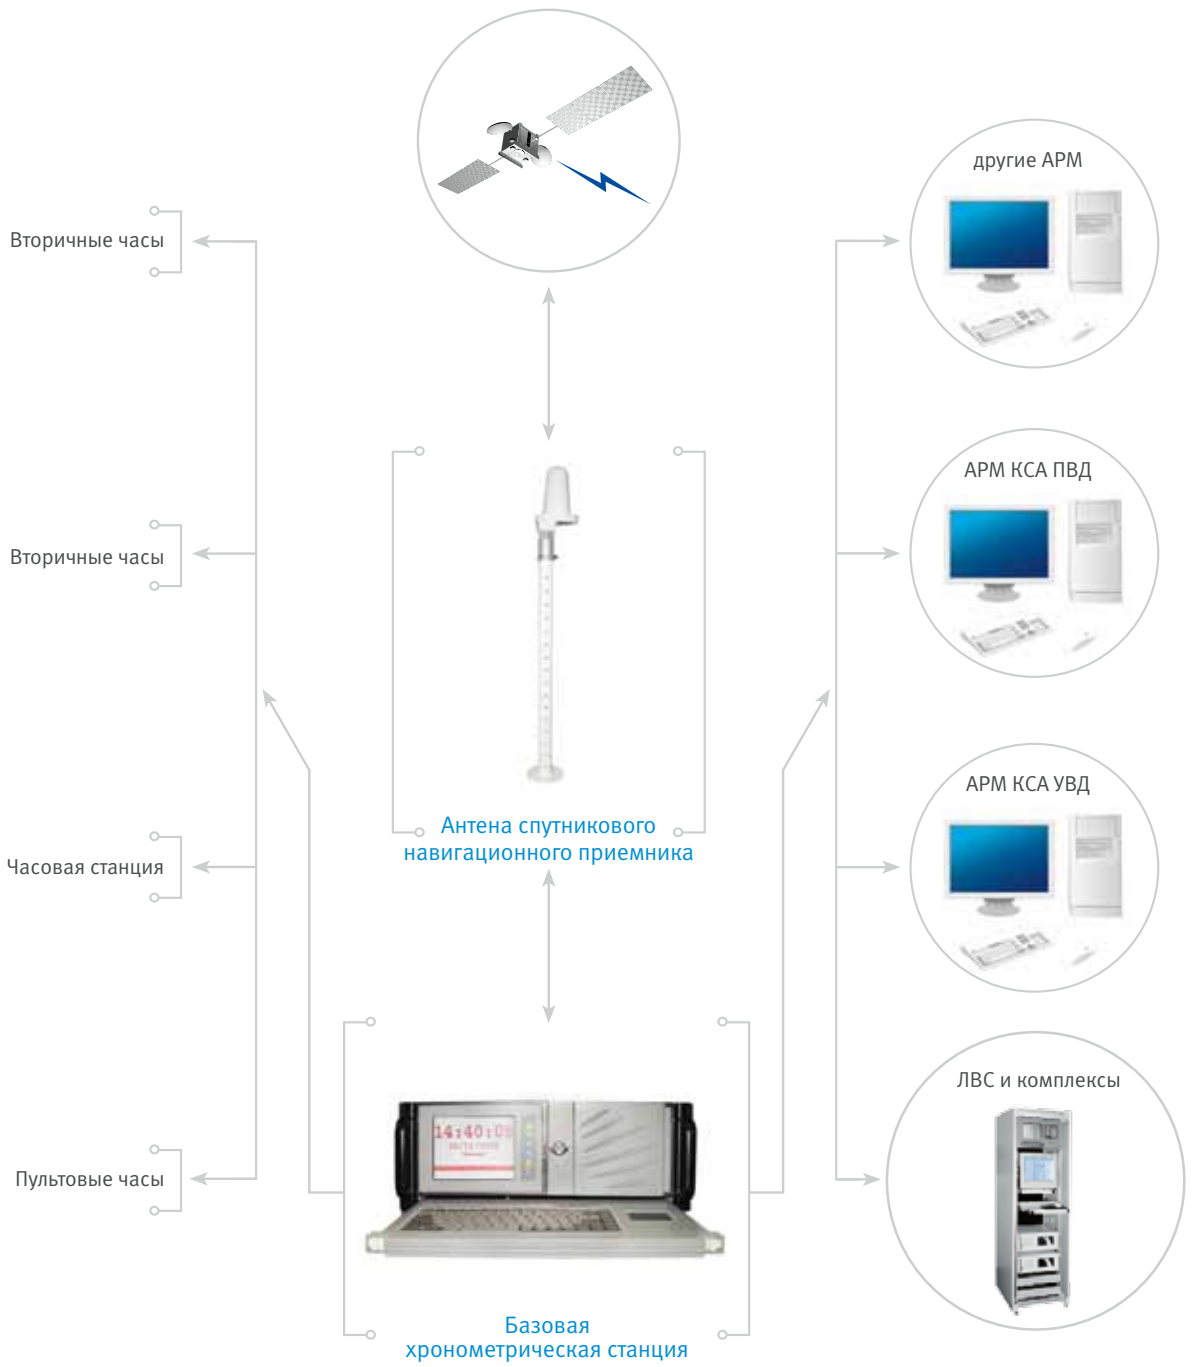 другие АРМ
Вторичные часы
АРМ КСА ПВД
Вторичные часы
АРМ КСА УВД
Антена спутникового
навигационного приемника
Часовая станция
ЛВС и комплексы
14:40:08
Пультовые часы
Базовая
хронометрическая станция